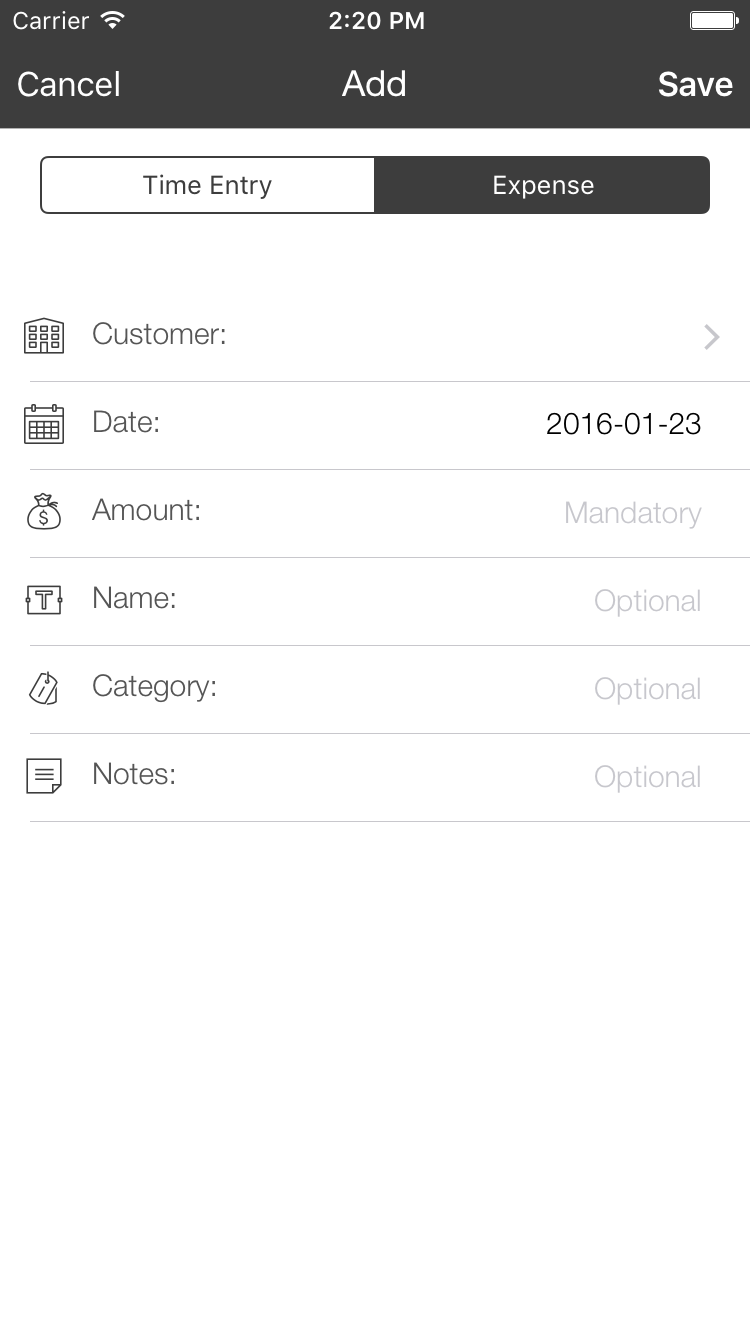 Carrier 2:20 PM
Cancel Add Save
Time Entry Expense
Customer:
Date: 2016-01-23
$ Amount: Mandatory
T Name: Optional
Category: Optional
Notes: Optional